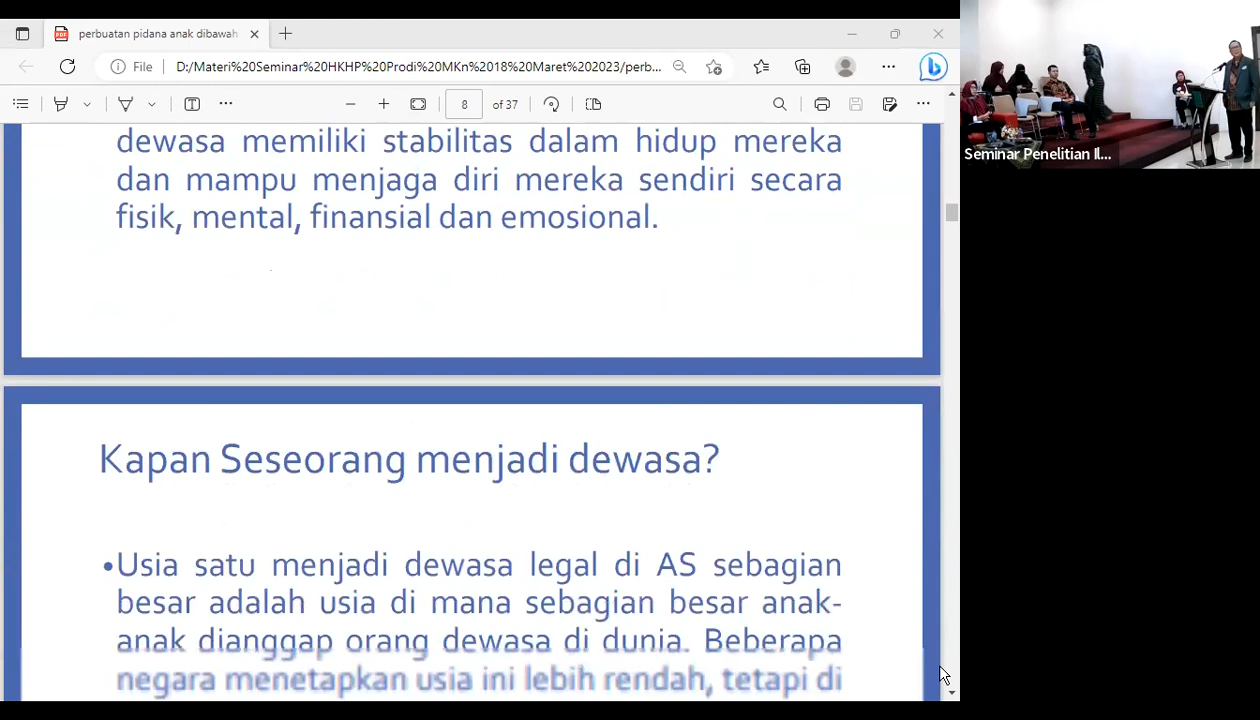 perbuatan pidana anak dibawah
File
D:/Materi%20Seminar%20HKHP%20Prodi%20MKn%2018%20Maret%202023/perb...
8 of 37
dewasa memiliki stabilitas dalam hidup mereka
dan mampu menjaga diri mereka sendiri secara
fisik, mental, finansial dan emosional.
Kapan Seseorang menjadi dewasa?
•Usia satu menjadi dewasa legal di AS sebagian
besar adalah usia di mana sebagian besar anak-
anak dianggap orang dewasa di dunia. Beberapa
negara menetapkan usia ini lebih rendah, tetapi di
Seminar Penelitian Il...